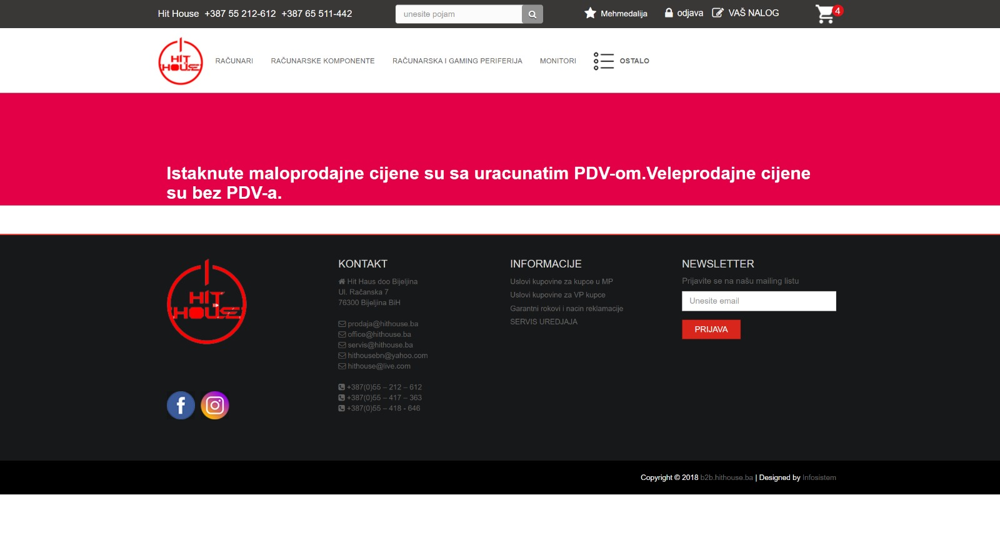 Hit House +387 55 212-612 +387 65 511-442
unesite pojam
Mehmedalija
odjava
VAŠ NALOG
4
HIT
HOUSE
RAČUNARI
RAČUNARSKE KOMPONENTE
RAČUNARSKA I GAMING PERIFERIJA
MONITORI
OSTALO
Istaknute maloprodajne cijene su sa uracunatim PDV-om.Veleprodajne cijene
su bez PDV-a.
HIT
HOUSE
KONTAKT
Hit Haus doo Bijeljina
Ul. Račanska 7
76300 Bijeljina BiH
prodaja@hithouse.ba
office@hithouse.ba
servis@hithouse.ba
hithousebn@yahoo.com
hithouse@live.com
+387(0)55 – 212 – 612
+387(0)55 – 417 – 363
+387(0)55 – 418 - 646
INFORMACIJE
Uslovi kupovine za kupce u MP
Uslovi kupovine za VP kupce
Garantni rokovi i nacin reklamacije
SERVIS UREDJAJA
NEWSLETTER
Prijavite se na našu mailing listu
Unesite email
PRIJAVA
Copyright © 2018 b2b.hithouse.ba | Designed by Infosistem